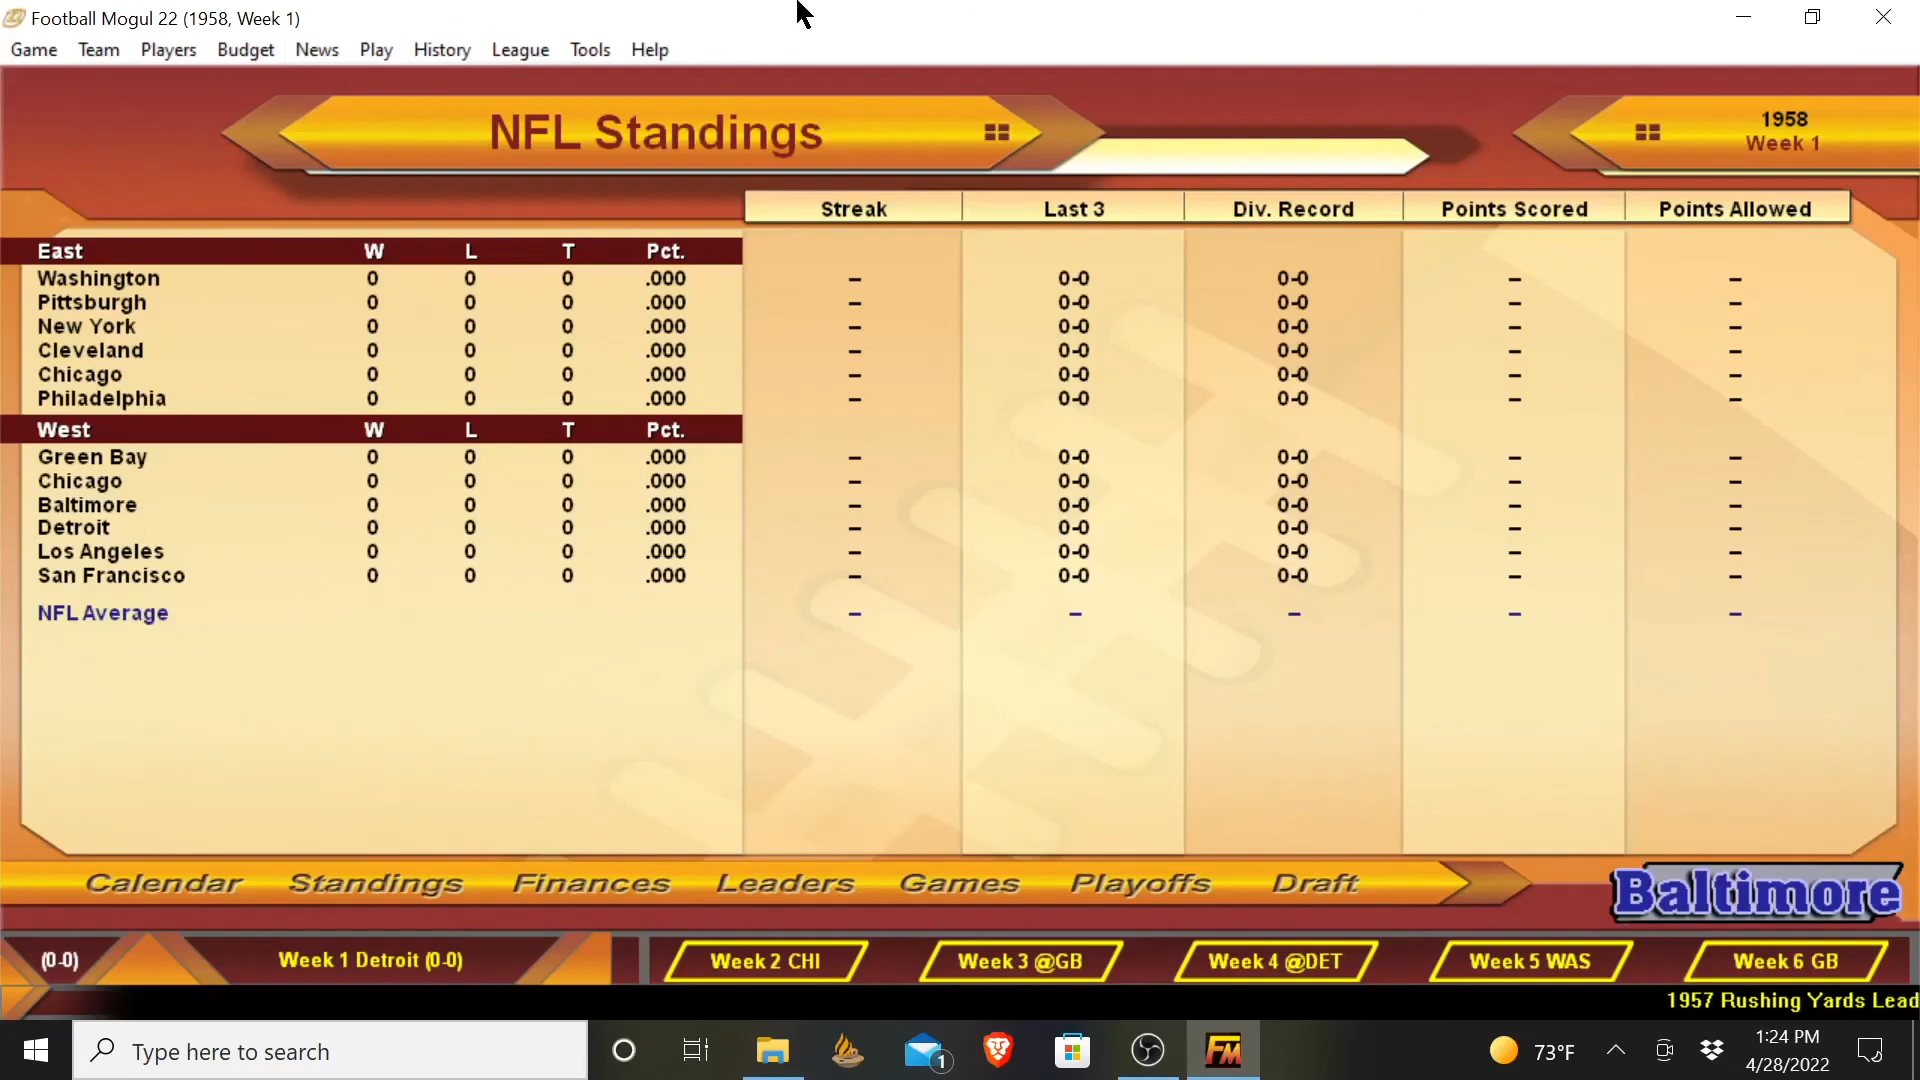 Football Mogul 22 (1958, Week 1)
Game Team Players Budget News Play History League Tools Help
NFL Standings
1958
Week 1
Streak Last 3 Div. Record Points Scored Points Allowed
East W L T Pct.
Washington 0 0 0 .000 – 0-0 0-0 – –
Pittsburgh 0 0 0 .000 – 0-0 0-0 – –
New York 0 0 0 .000 – 0-0 0-0 – –
Cleveland 0 0 0 .000 – 0-0 0-0 – –
Chicago 0 0 0 .000 – 0-0 0-0 – –
Philadelphia 0 0 0 .000 – 0-0 0-0 – –
West W L T Pct.
Green Bay 0 0 0 .000 – 0-0 0-0 – –
Chicago 0 0 0 .000 – 0-0 0-0 – –
Baltimore 0 0 0 .000 – 0-0 0-0 – –
Detroit 0 0 0 .000 – 0-0 0-0 – –
Los Angeles 0 0 0 .000 – 0-0 0-0 – –
San Francisco 0 0 0 .000 – 0-0 0-0 – –
NFL Average – – – – –
Calendar Standings Finances Leaders Games Playoffs Draft
Baltimore
(0-0) Week 1 Detroit (0-0) Week 2 CHI Week 3 @GB Week 4 @DET Week 5 WAS Week 6 GB
1957 Rushing Yards Lead
Type here to search
1
FM
73°F
1:24 PM
4/28/2022